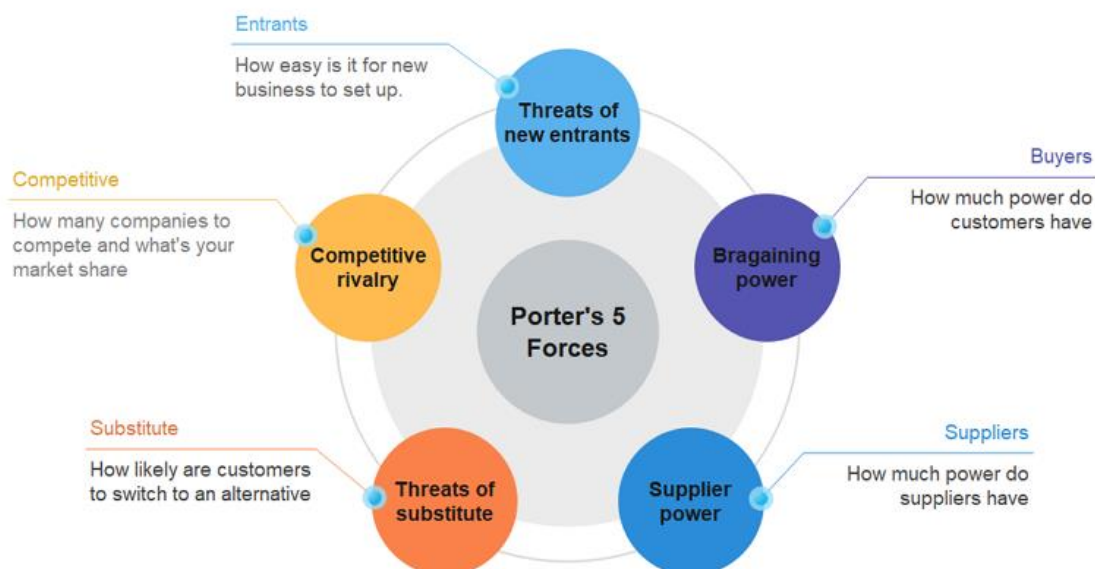 Entrants
How easy is it for new
business to set up.
Threats of
new entrants
Buyers
How much power do
customers have
Bragaining
power
Competitive
How many companies to
compete and what's your
market share
Competitive
rivalry
Porter's 5
Forces
Substitute
How likely are customers
to switch to an alternative
Threats of
substitute
Suppliers
How much power do
suppliers have
Supplier
power